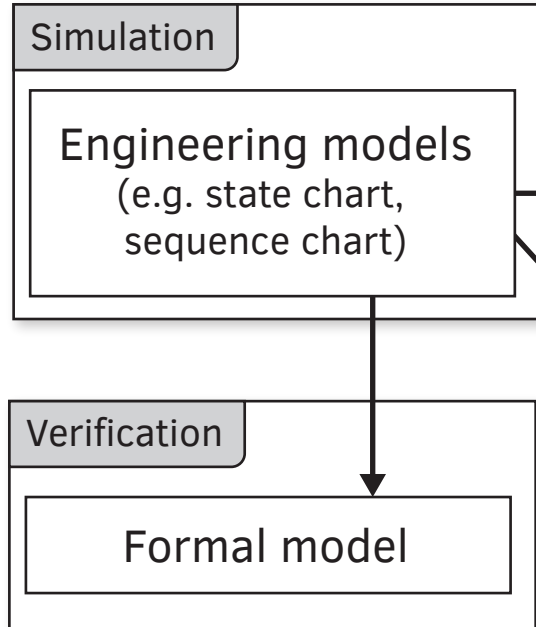 Simulation
Engineering models
(e.g. state chart,
sequence chart)
Verification
Formal model